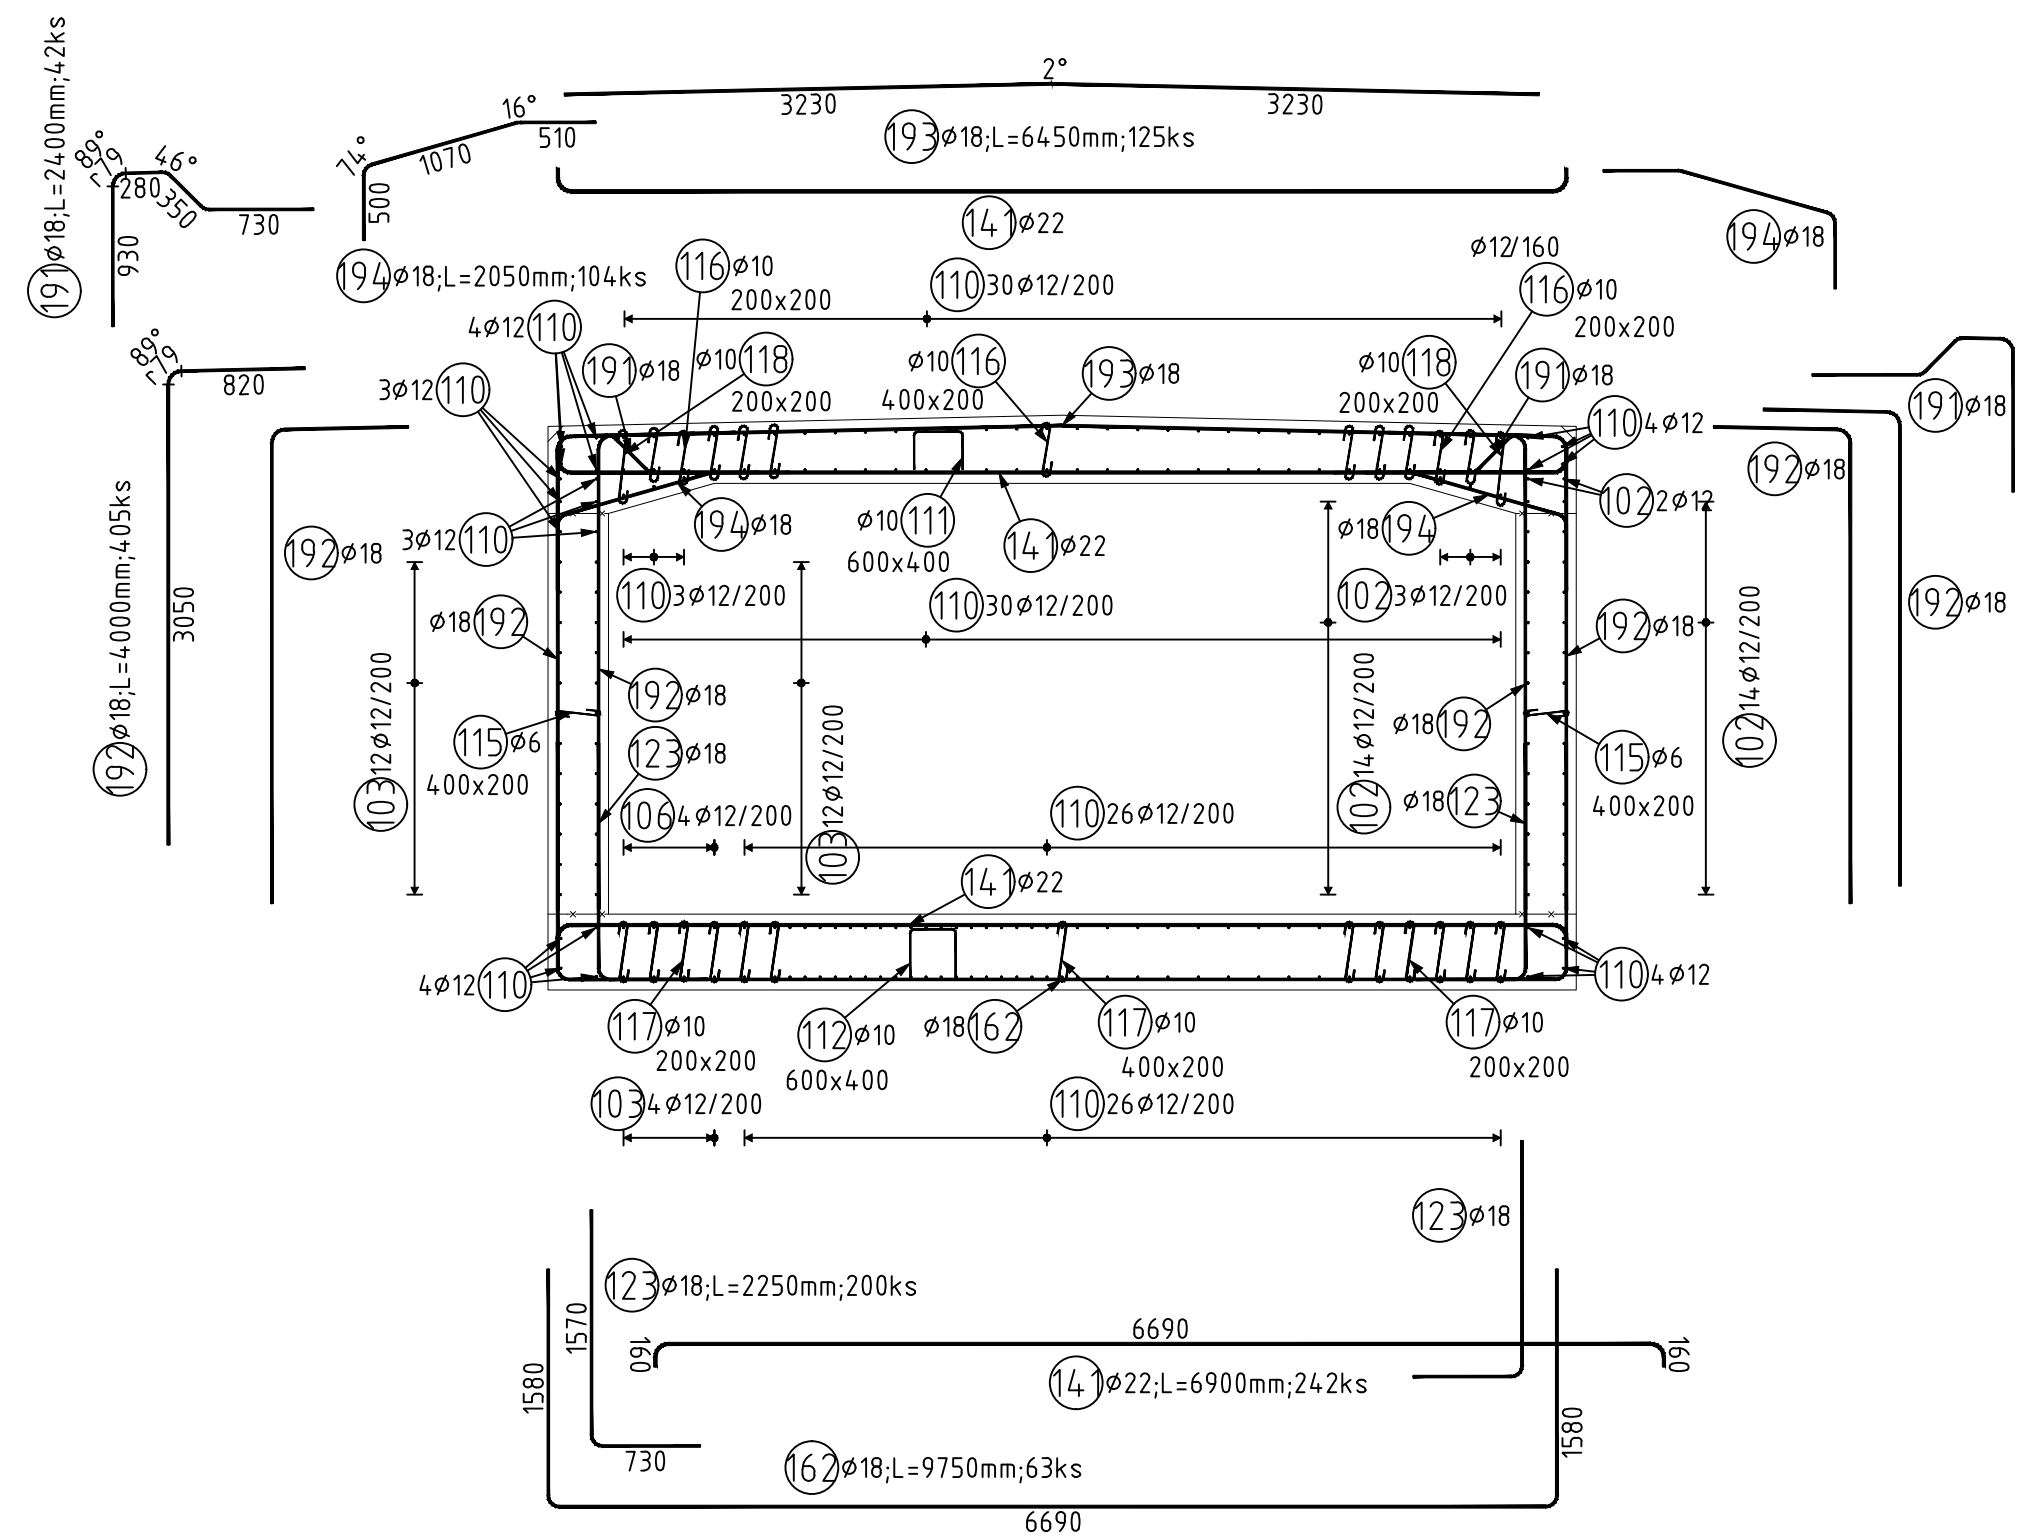 2°
3230
3230
193 ø18;L=6450mm;125ks
16°
510
74°
1070
500
194 ø18;L=2050mm;104ks
191 ø18;L=2400mm;42ks
89°
r79
46°
280
350
730
930
141 ø22
194 ø18
ø12/160
116 ø10
200x200
110 30ø12/200
116 ø10
200x200
4ø12 110
191 ø18
ø10 118
200x200
ø10 116
400x200
193 ø18
ø10 118
200x200
191 ø18
3ø12 110
110 4ø12
191 ø18
89°
r79
820
192 ø18;L=4000mm;405ks
3050
192 ø18
192 ø18
102 2ø12
3ø12 110
194 ø18
ø10 111
600x400
141 ø22
ø18 194
110 3ø12/200
110 30ø12/200
102 3ø12/200
192 ø18
ø18 192
192 ø18
103 12ø12/200
192 ø18
103 12ø12/200
102 14ø12/200
ø18 192
102 14ø12/200
115 ø6
400x200
123 ø18
115 ø6
400x200
106 4ø12/200
110 26ø12/200
ø18 123
141 ø22
4ø12 110
110 4ø12
117 ø10
200x200
112 ø10
600x400
ø18 162
117 ø10
400x200
117 ø10
200x200
103 4ø12/200
110 26ø12/200
123 ø18
123 ø18;L=2250mm;200ks
1570
730
160
6690
160
141 ø22;L=6900mm;242ks
1580
1580
162 ø18;L=9750mm;63ks
6690